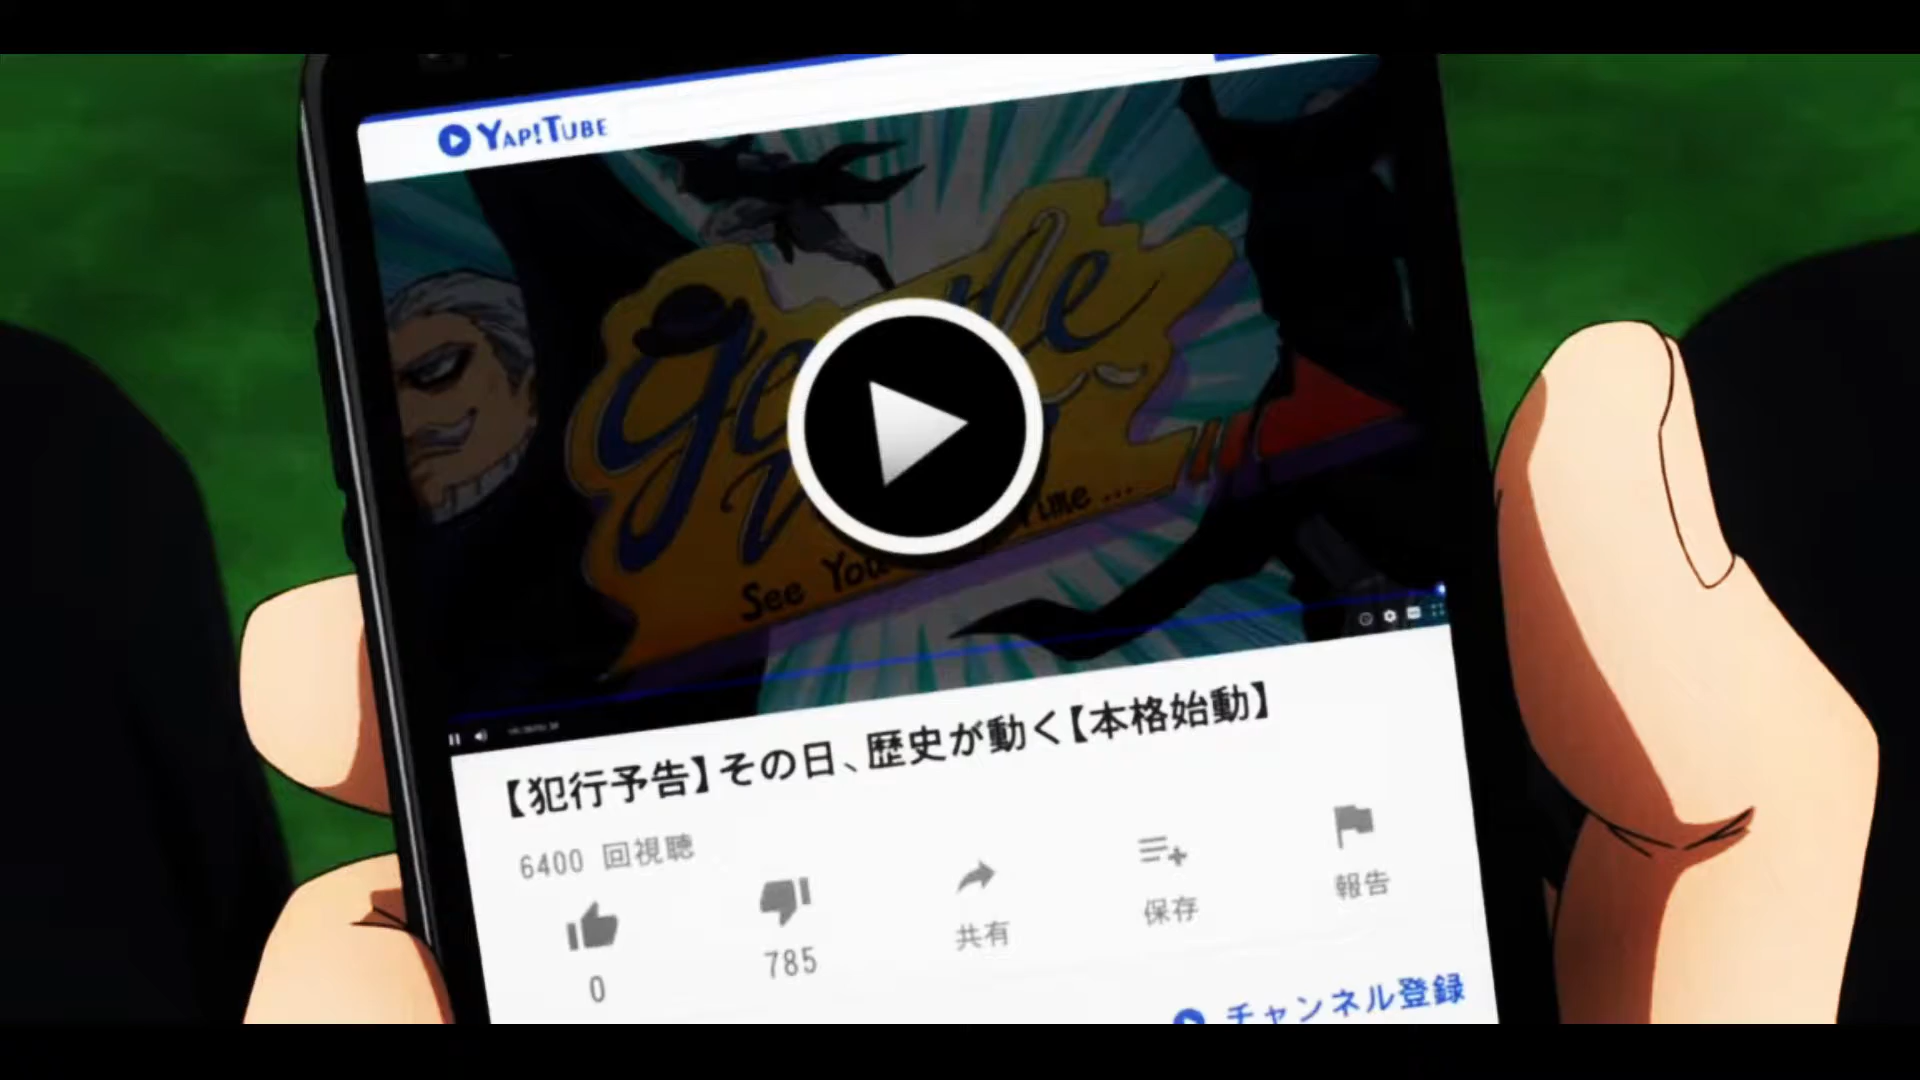 YAP!TUBE
See You
Time...
【犯行予告】その日、歴史が動く【本格始動】
6400 回視聴
0
785
共有
保存
報告
チャンネル登録